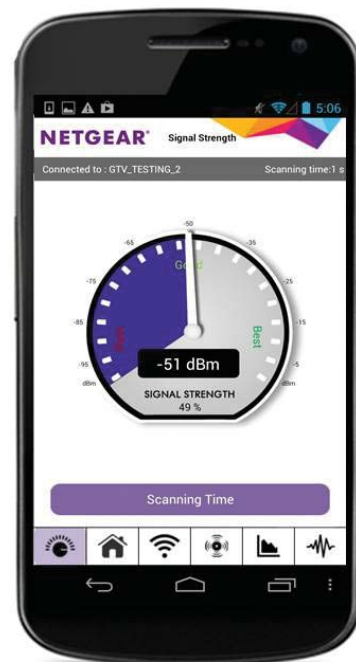 5:06
NETGEAR®
Signal Strength
Connected to : GTV_TESTING_2
Scanning time:1 s
-50
-65
-35
Good
-75
-25
-85
-15
Best
-95
-5
dBm
dBm
-51 dBm
SIGNAL STRENGTH
49 %
Scanning Time